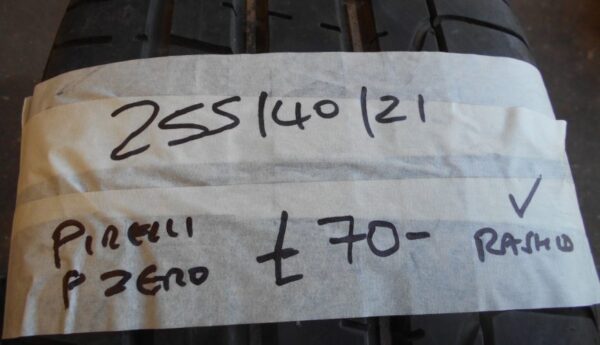 255/40/21
PIRELLI
P ZERO
£70-
✓
RASHID